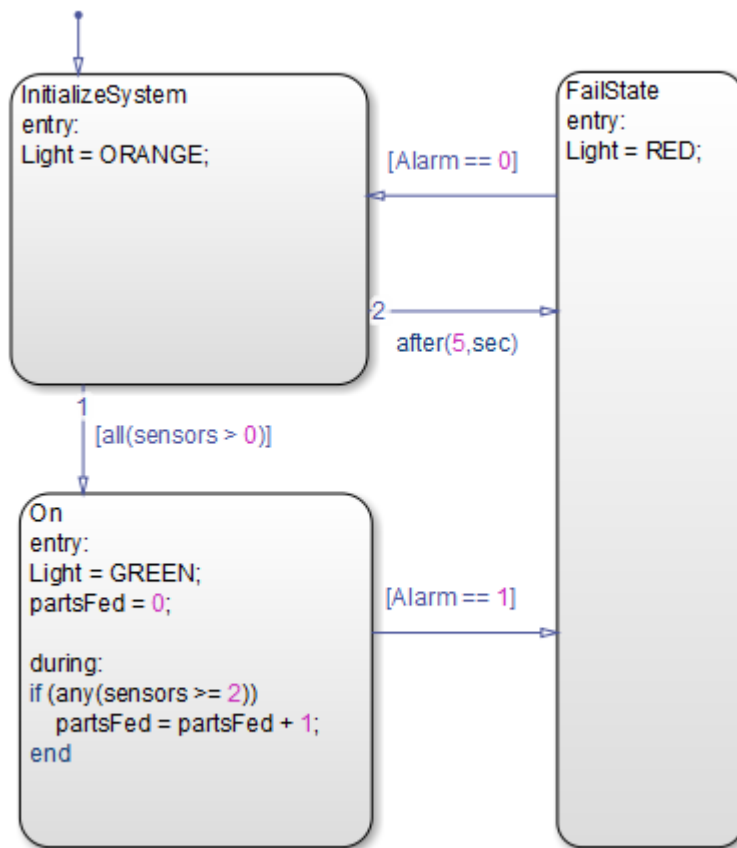 InitializeSystem
entry:
Light = ORANGE;
FailState
entry:
Light = RED;
[Alarm == 0]
2
after(5,sec)
1
[all(sensors > 0)]
On
entry:
Light = GREEN;
partsFed = 0;
during:
if (any(sensors >= 2))
partsFed = partsFed + 1;
end
[Alarm == 1]